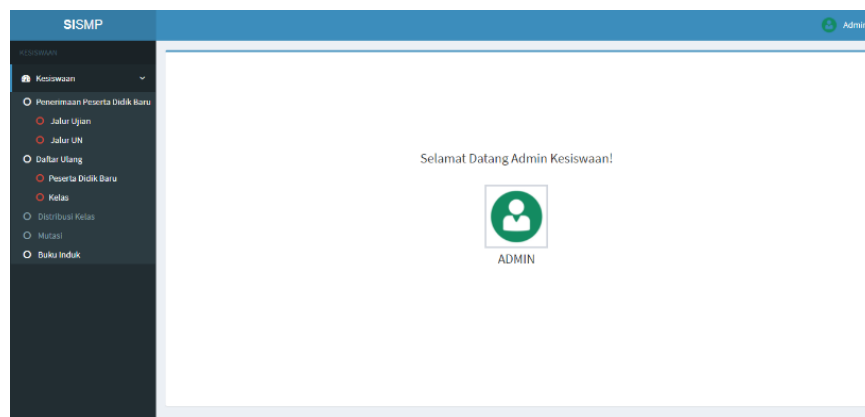 SISMP
Admin
KESISWAAN
Kesiswaan
Penerimaan Peserta Didik Baru
Jalur Ujian
Jalur UN
Daftar Ulang
Peserta Didik Baru
Kelas
Distribusi Kelas
Mutasi
Buku Induk
Selamat Datang Admin Kesiswaan!
ADMIN